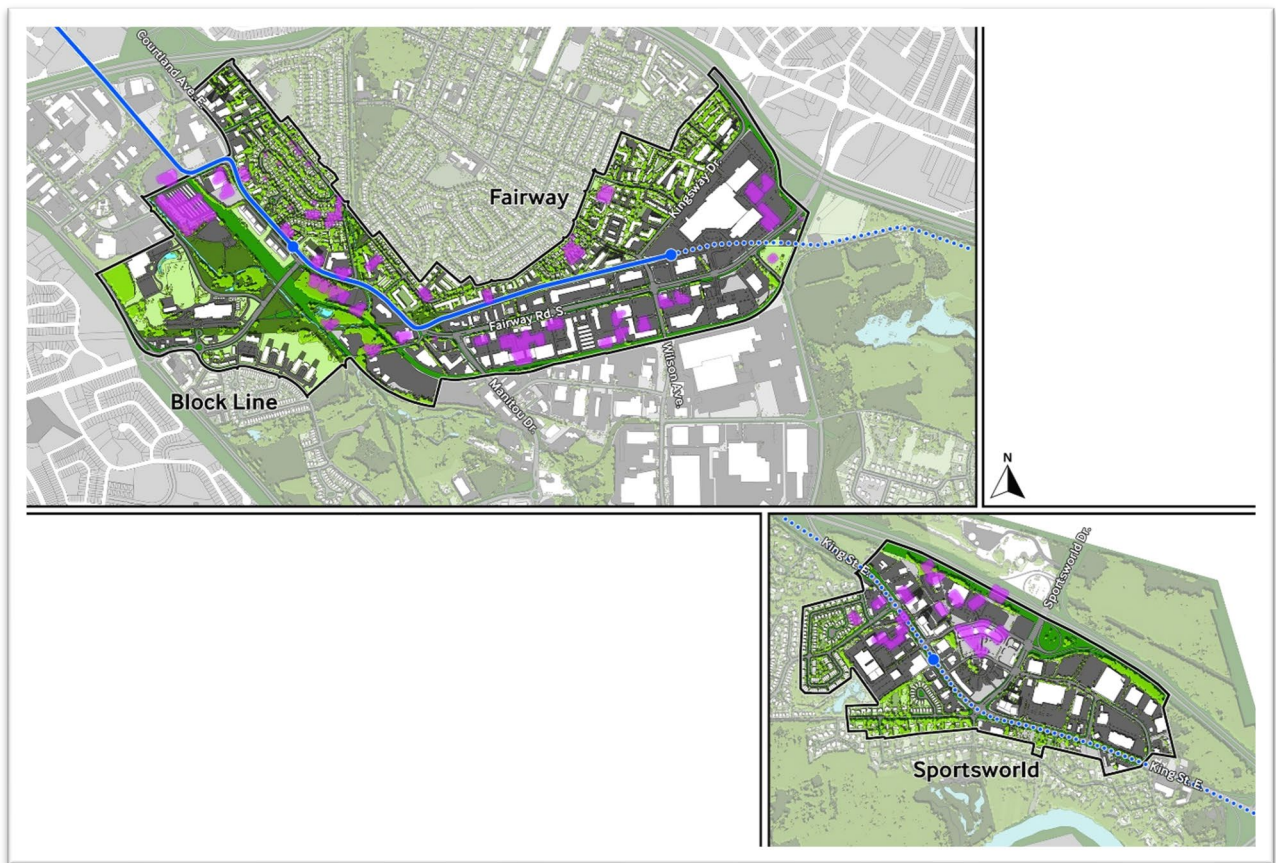 Courtland Ave. E.
Fairway
Kingsway Dr.
Fairway Rd. S.
Wilson Ave.
Block Line
Manitou Dr.
N
King St. E.
Sportsworld Dr.
Sportsworld
King St. E.